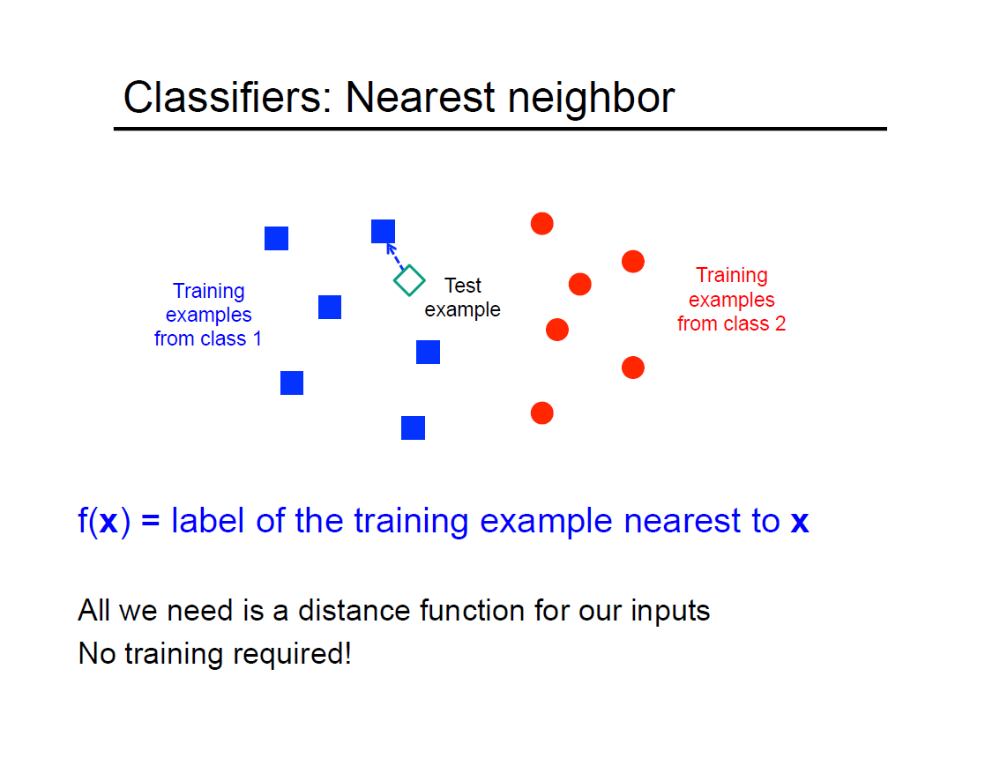 Classifiers: Nearest neighbor
Training
examples
from class 1
Test
example
Training
examples
from class 2
f(x) = label of the training example nearest to x
All we need is a distance function for our inputs
No training required!